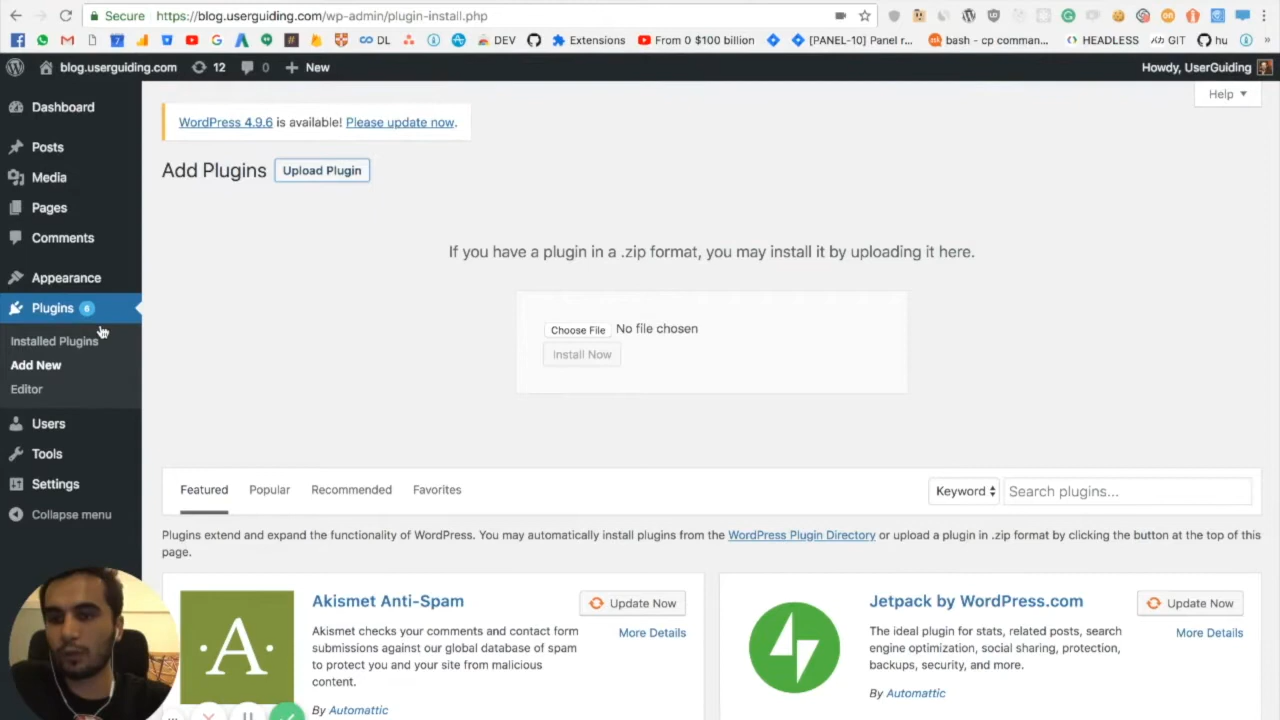 Secure https://blog.userguiding.com/wp-admin/plugin-install.php
DL DEV Extensions From 0 $100 billion [PANEL-10] Panel r... bash - cp comman... HEADLESS GIT hu »
blog.userguiding.com 12 0 New Howdy, UserGuiding
Help
WordPress 4.9.6 is available! Please update now.
Add Plugins Upload Plugin
If you have a plugin in a .zip format, you may install it by uploading it here.
Choose File No file chosen
Install Now
Dashboard
Posts
Media
Pages
Comments
Appearance
Plugins 6
Installed Plugins
Add New
Editor
Users
Tools
Settings
Collapse menu
Featured Popular Recommended Favorites Keyword Search plugins...
Plugins extend and expand the functionality of WordPress. You may automatically install plugins from the WordPress Plugin Directory or upload a plugin in .zip format by clicking the button at the top of this
page.
·A·
Akismet Anti-Spam
Update Now
More Details
Akismet checks your comments and contact form
submissions against our global database of spam
to protect you and your site from malicious
content.
By Automattic
Jetpack by WordPress.com
Update Now
More Details
The ideal plugin for stats, related posts, search
engine optimization, social sharing, protection,
backups, security, and more.
By Automattic